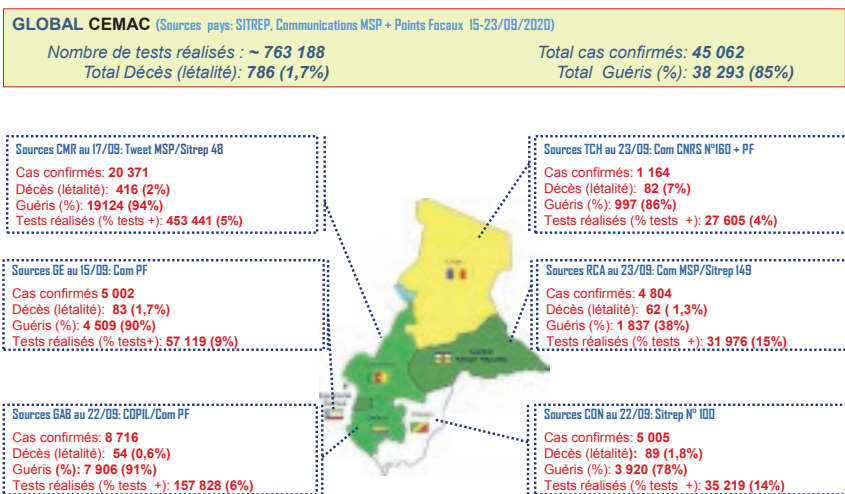 GLOBAL CEMAC (Sources pays: SITREP, Communications MSP + Points Focaux 15-23/09/2020)
Nombre de tests réalisés : ~ 763 188
Total cas confirmés: 45 062
Total Décès (létalité): 786 (1,7%)
Total Guéris (%): 38 293 (85%)
Sources CMR au 17/09: Tweet MSP/Sitrep 48
Cas confirmés: 20 371
Décès (létalité): 416 (2%)
Guéris (%): 19124 (94%)
Tests réalisés (% tests +): 453 441 (5%)
Sources TCH au 23/09: Com CNRS N°160 + PF
Cas confirmés: 1 164
Décès (létalité): 82 (7%)
Guéris (%): 997 (86%)
Tests réalisés (% tests +): 27 605 (4%)
Sources GE au 15/09: Com PF
Cas confirmés 5 002
Décès (létalité): 83 (1,7%)
Guéris (%): 4 509 (90%)
Tests réalisés (% tests+): 57 119 (9%)
Sources RCA au 23/09: Com MSP/Sitrep 149
Cas confirmés: 4 804
Décès (létalité): 62 ( 1,3%)
Guéris (%): 1 837 (38%)
Tests réalisés (% tests +): 31 976 (15%)
Sources GAB au 22/09: COPIL/Com PF
Cas confirmés: 8 716
Décès (létalité): 54 (0,6%)
Guéris (%): 7 906 (91%)
Tests réalisés (% tests +): 157 828 (6%)
Sources CON au 22/09: Sitrep N° 100
Cas confirmés: 5 005
Décès (létalité): 89 (1,8%)
Guéris (%): 3 920 (78%)
Tests réalisés (% tests +): 35 219 (14%)